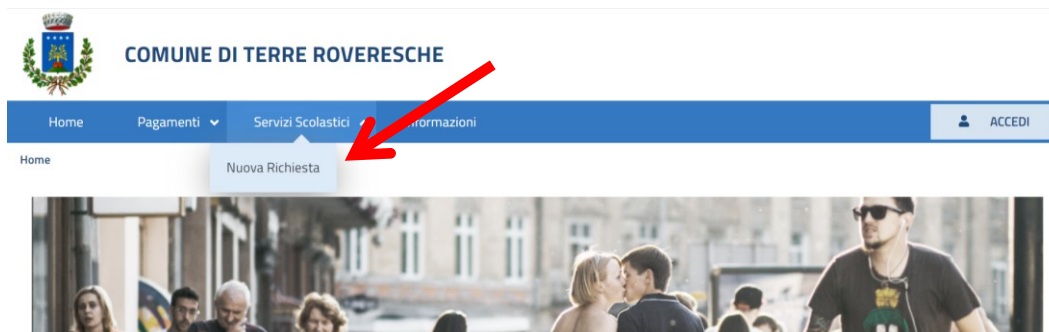 COMUNE DI TERRE ROVERESCHE
Home Pagamenti Servizi Scolastici Informazioni ACCEDI
Home
Nuova Richiesta